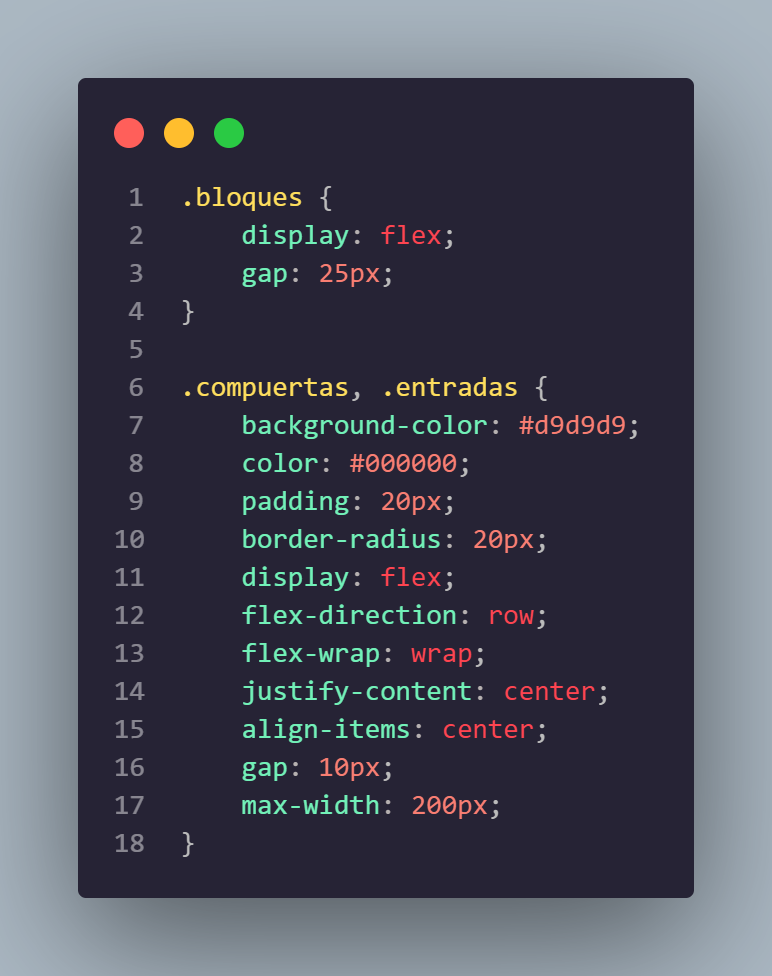 1 .bloques {
2     display: flex;
3     gap: 25px;
4 }
5
6 .compuertas, .entradas {
7     background-color: #d9d9d9;
8     color: #000000;
9     padding: 20px;
10     border-radius: 20px;
11     display: flex;
12     flex-direction: row;
13     flex-wrap: wrap;
14     justify-content: center;
15     align-items: center;
16     gap: 10px;
17     max-width: 200px;
18 }